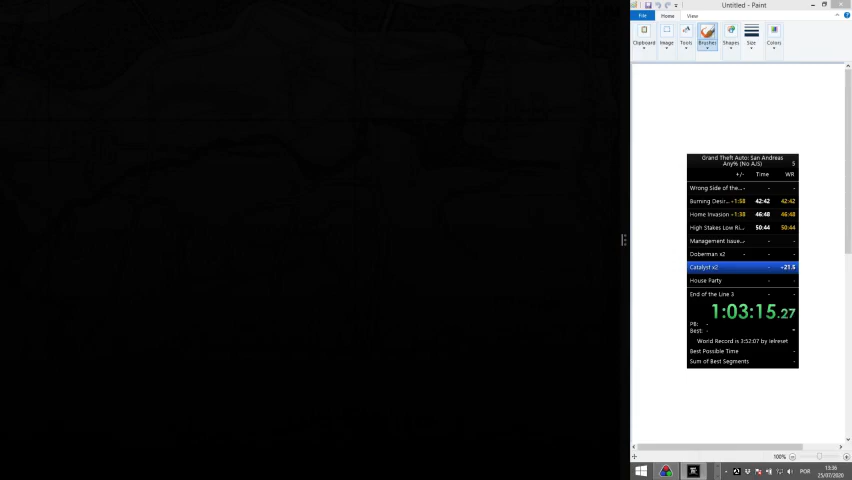 Untitled - Paint
File Home View
Clipboard Image Tools Brushes Shapes Size Colors
Grand Theft Auto: San Andreas
Any% (No AJS) 5
+/- Time WR
Wrong Side of the... - - -
Burning Desir... +1:58 42:42 42:42
Home Invasion +1:38 46:48 46:48
High Stakes Low Ri... 50:44 50:44
Management Issue... - -
Doberman x2 - - -
Catalyst x2 - -21.5
House Party - -
End of the Line 3 - -
1:03:15.27
PB: -
Best: - -
World Record is 3:52:07 by lelreset
Best Possible Time -
Sum of Best Segments -
100%
POR 13:36
25/07/2020